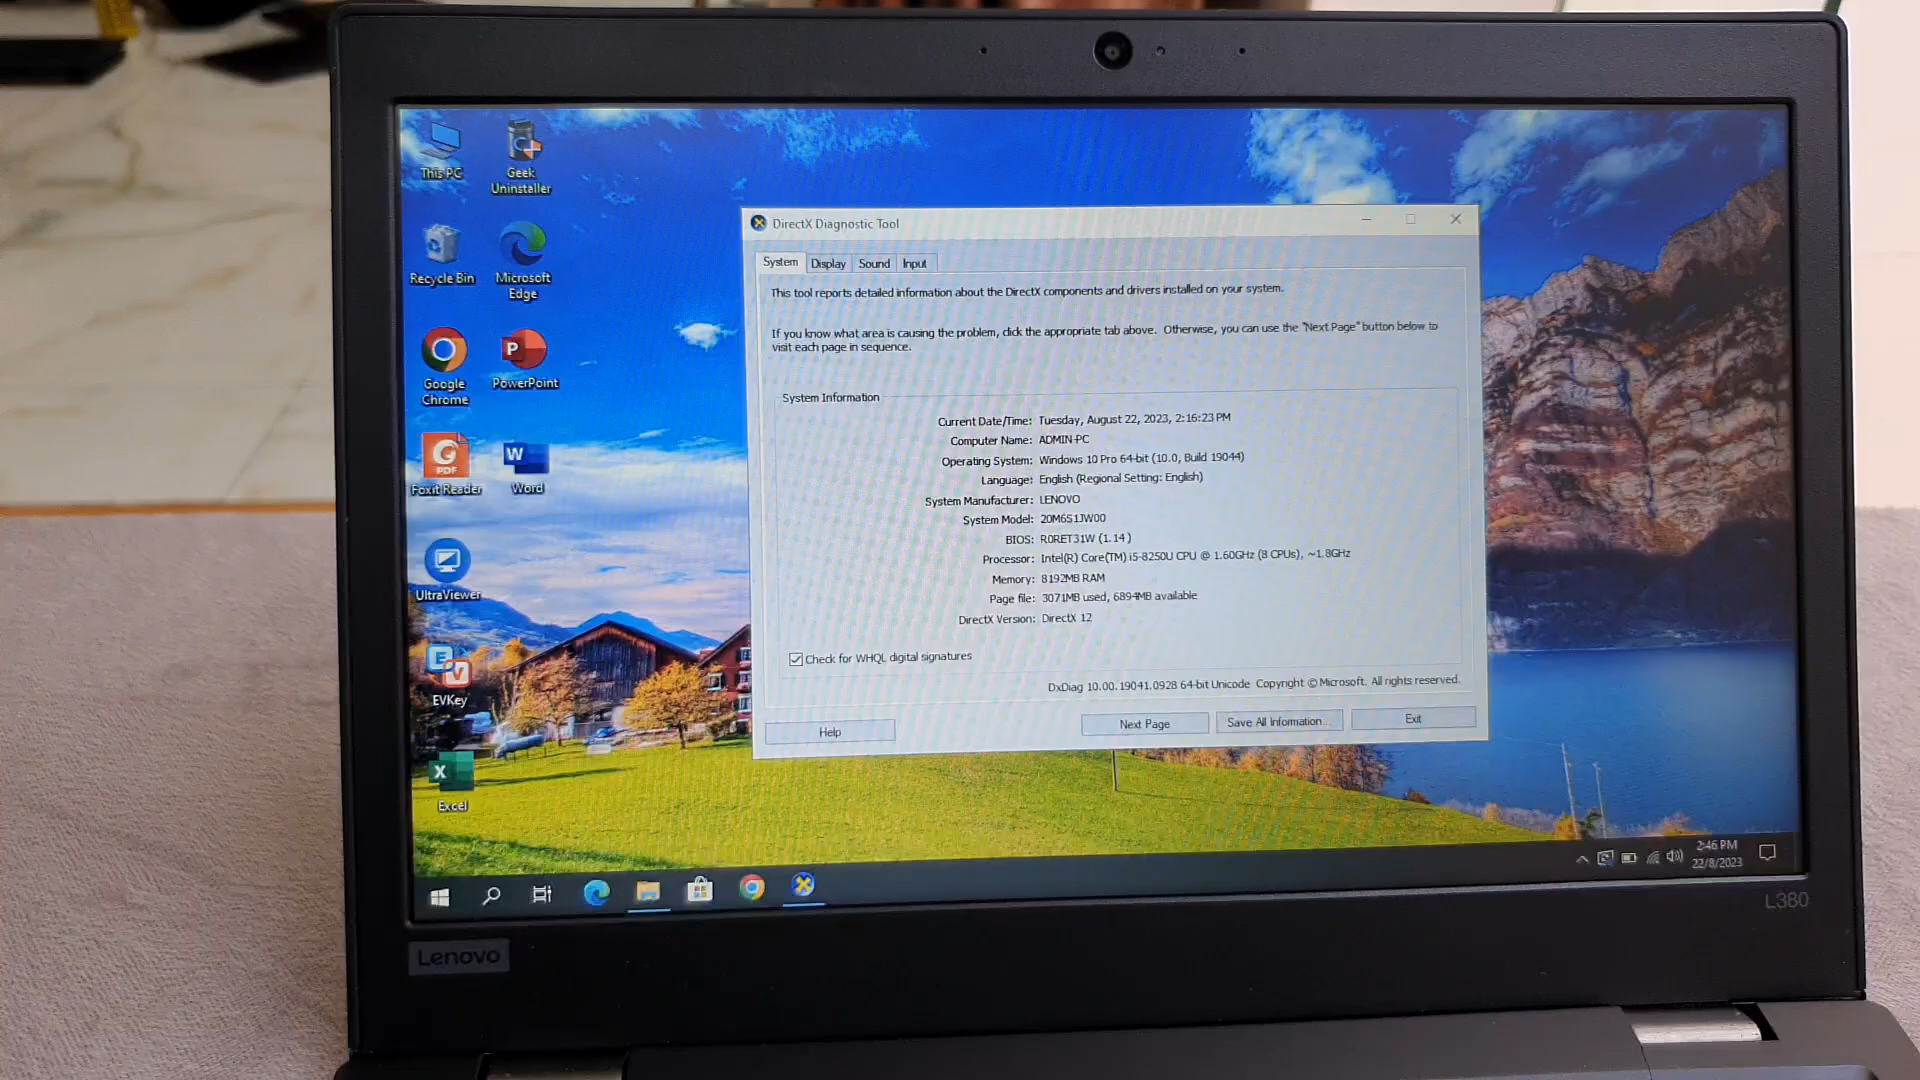 This PC
Geek
Uninstaller
Recycle Bin
Microsoft
Edge
Google
Chrome
PowerPoint
Foxit Reader
Word
UltraViewer
EVKey
Excel
DirectX Diagnostic Tool
System Display Sound Input
This tool reports detailed information about the DirectX components and drivers installed on your system.
If you know what area is causing the problem, click the appropriate tab above. Otherwise, you can use the "Next Page" button below to
visit each page in sequence.
System Information
Current Date/Time: Tuesday, August 22, 2023, 2:16:23 PM
Computer Name: ADMIN-PC
Operating System: Windows 10 Pro 64-bit (10.0, Build 19044)
Language: English (Regional Setting: English)
System Manufacturer: LENOVO
System Model: 20M6S1JW00
BIOS: R0RET31W (1.14 )
Processor: Intel(R) Core(TM) i5-8250U CPU @ 1.60GHz (8 CPUs), ~1.8GHz
Memory: 8192MB RAM
Page file: 3071MB used, 6894MB available
DirectX Version: DirectX 12
Check for WHQL digital signatures
DxDiag 10.00.19041.0928 64-bit Unicode Copyright © Microsoft. All rights reserved.
Help Next Page Save All Information... Exit
2:46 PM
22/8/2023
L380
Lenovo